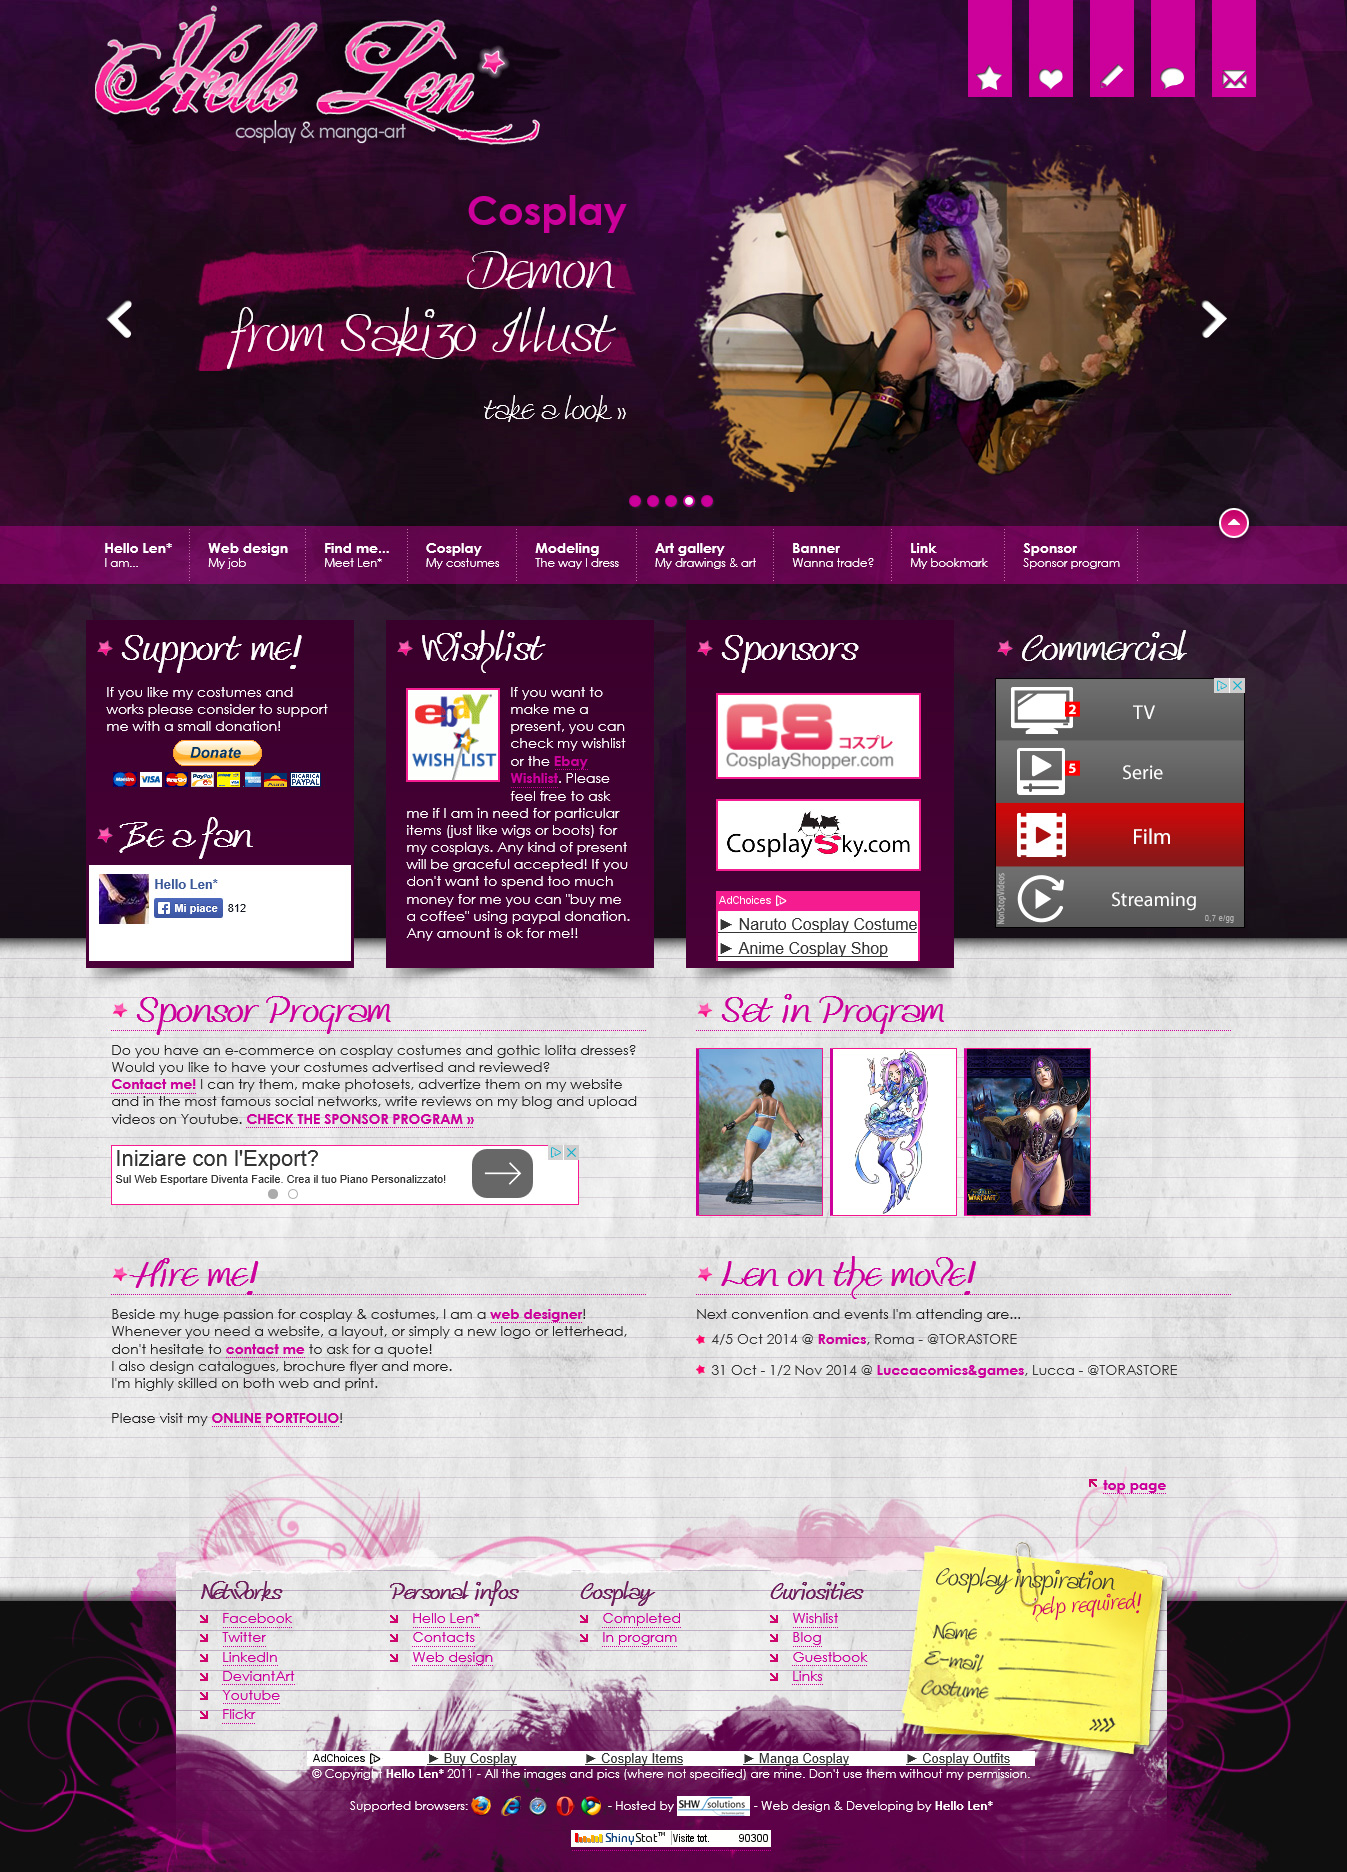 Hello Len
cosplay & manga-art
Cosplay
Demon
from Sakizo Illust
take a look »
Hello Len*
I am...
Web design
My job
Find me...
Meet Len*
Cosplay
My costumes
Modeling
The way I dress
Art gallery
My drawings & art
Banner
Wanna trade?
Link
My bookmark
Sponsor
Sponsor program
Support me!
If you like my costumes and
works please consider to support
me with a small donation!
Donate
Maestro VISA PayPal Aura RICARICA PAYPAL
Be a fan
Hello Len*
Mi piace 812
Wishlist
ebaY
WISH LIST
If you want to
make me a
present, you can
check my wishlist
or the Ebay
Wishlist. Please
feel free to ask
me if I am in need for particular
items (just like wigs or boots) for
my cosplays. Any kind of present
will be graceful accepted! If you
don't want to spend too much
money for me you can "buy me
a coffee" using paypal donation.
Any amount is ok for me!!
Sponsors
CS コスプレ
CosplayShopper.com
CosplaySky.com
AdChoices
► Naruto Cosplay Costume
► Anime Cosplay Shop
Commercial
TV
2
Serie
5
Film
Streaming
NonStopVideos
0,7 e/gg
Sponsor Program
Do you have an e-commerce on cosplay costumes and gothic lolita dresses?
Would you like to have your costumes advertised and reviewed?
Contact me! I can try them, make photosets, advertize them on my website
and in the most famous social networks, write reviews on my blog and upload
videos on Youtube. CHECK THE SPONSOR PROGRAM »
Iniziare con l'Export?
Sul Web Esportare Diventa Facile. Crea il tuo Piano Personalizzato!
Set in Program
WARCRAFT
Hire me!
Beside my huge passion for cosplay & costumes, I am a web designer!
Whenever you need a website, a layout, or simply a new logo or letterhead,
don't hesitate to contact me to ask for a quote!
I also design catalogues, brochure flyer and more.
I'm highly skilled on both web and print.
Please visit my ONLINE PORTFOLIO!
Len on the move!
Next convention and events I'm attending are...
4/5 Oct 2014 @ Romics, Roma - @TORASTORE
31 Oct - 1/2 Nov 2014 @ Luccacomics&games, Lucca - @TORASTORE
top page
Networks
Facebook
Twitter
LinkedIn
DeviantArt
Youtube
Flickr
Personal infos
Hello Len*
Contacts
Web design
Cosplay
Completed
In program
Curiosities
Wishlist
Blog
Guestbook
Links
Cosplay inspiration
help required!
Name
E-mail
Costume
»»
AdChoices ► Buy Cosplay ► Cosplay Items ► Manga Cosplay ► Cosplay Outfits
© Copyright Hello Len* 2011 - All the images and pics (where not specified) are mine. Don't use them without my permission.
Supported browsers: - Hosted by SHW solutions - Web design & Developing by Hello Len*
ShinyStat™ Visite tot. 90300